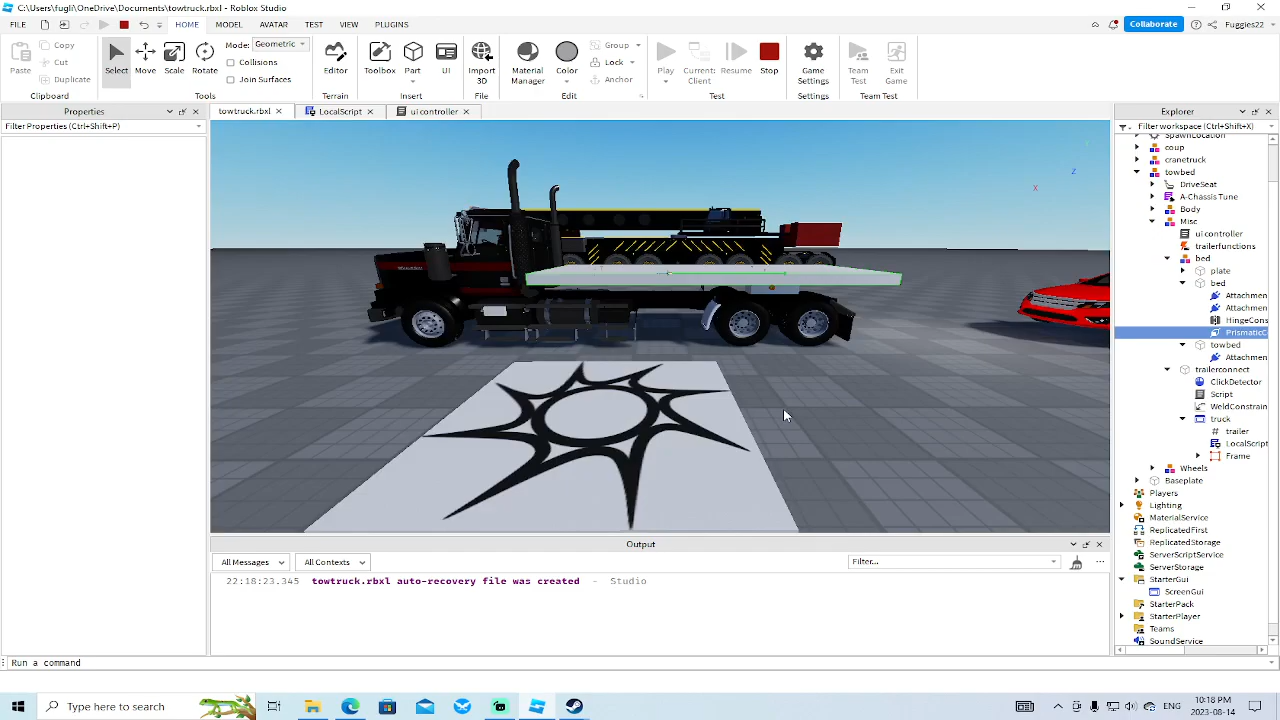 C:\Users\fugli\OneDrive\Documents\towtruck.rbxl - Roblox Studio
FILE HOME MODEL AVATAR TEST VIEW PLUGINS Collaborate Fuggies22
Paste Copy Cut Duplicate Select Move Scale Rotate Mode: Geometric Collisions Join Surfaces Editor Toolbox Part UI Import 3D Material Manager Color Group Lock Anchor Play Current: Client Resume Stop Game Settings Team Test Exit Game
Clipboard Tools Terrain Insert File Edit Test Settings Team Test
Properties
Filter Properties (Ctrl+Shift+P)
towtruck.rbxl LocalScript ui controller
Explorer
Filter workspace (Ctrl+Shift+X)
SpawnLocation
coup
cranetruck
towbed
DriveSeat
A-Chassis Tune
Body
Misc
ui controller
trailerfunctions
bed
plate
bed
Attachmen
Attachmen
HingeCons
PrismaticC
towbed
Attachmen
trailerconnect
ClickDetector
Script
WeldConstrain
truck
trailer
LocalScript
Frame
Wheels
Baseplate
Players
Lighting
MaterialService
ReplicatedFirst
ReplicatedStorage
ServerScriptService
ServerStorage
StarterGui
ScreenGui
StarterPack
StarterPlayer
Teams
SoundService
X
Z
Output
All Messages All Contexts Filter...
22:18:23.345 towtruck.rbxl auto-recovery file was created - Studio
Run a command
Type here to search
ENG
10:18 PM
2023-08-14